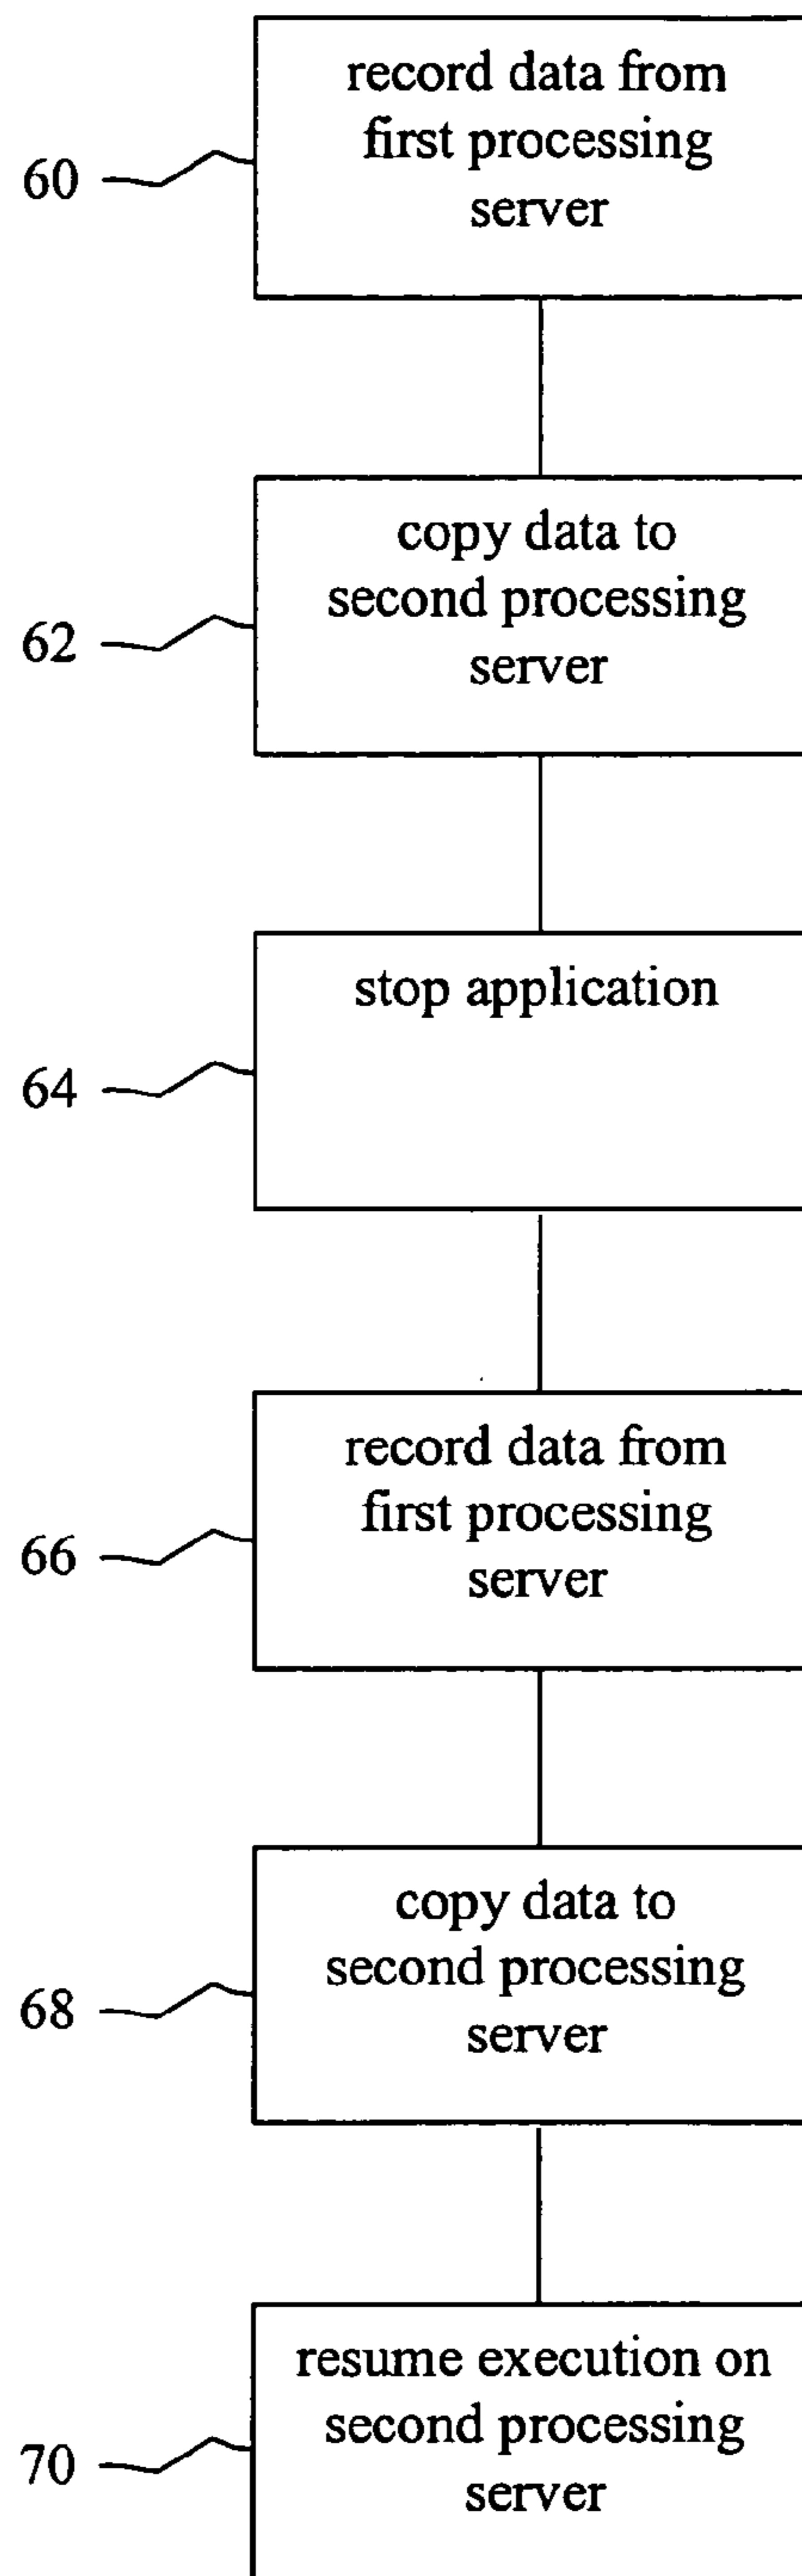 record data from
first processing
server
60
copy data to
second processing
server
62
stop application
64
record data from
first processing
server
66
copy data to
second processing
server
68
resume execution on
second processing
server
70